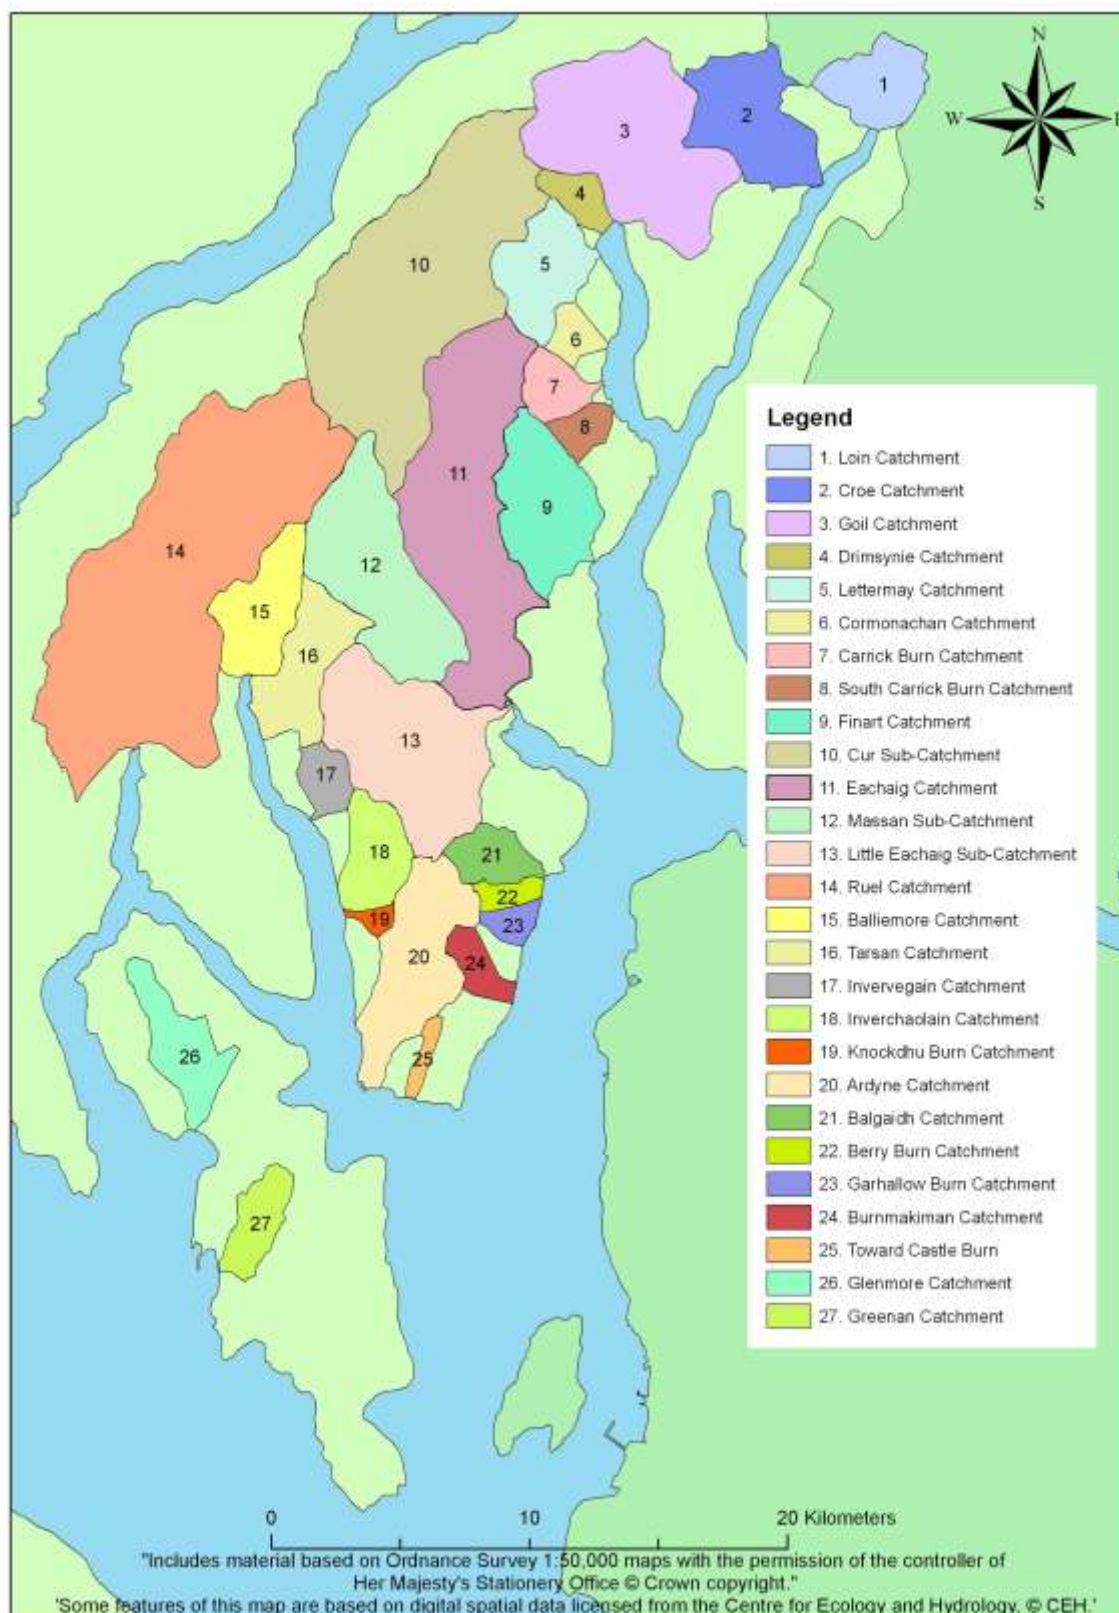 N
1
2
W
E
3
4
S
5
10
6
7
8
11
9
14
12
15
16
13
17
18
21
22
19
23
20
24
25
26
27
Legend
1. Loin Catchment
2. Croe Catchment
3. Goil Catchment
4. Drimsynie Catchment
5. Lettermay Catchment
6. Cormonachan Catchment
7. Carrick Burn Catchment
8. South Carrick Burn Catchment
9. Finart Catchment
10. Cur Sub-Catchment
11. Eachaig Catchment
12. Massan Sub-Catchment
13. Little Eachaig Sub-Catchment
14. Ruel Catchment
15. Balliemore Catchment
16. Tarsan Catchment
17. Invervegain Catchment
18. Inverchaolain Catchment
19. Knockdhu Burn Catchment
20. Ardyne Catchment
21. Balgaidh Catchment
22. Berry Burn Catchment
23. Garhallow Burn Catchment
24. Burnmakiman Catchment
25. Toward Castle Burn
26. Glenmore Catchment
27. Greenan Catchment
0 10 20 Kilometers
"Includes material based on Ordnance Survey 1:50,000 maps with the permission of the controller of
Her Majesty's Stationery Office © Crown copyright."
'Some features of this map are based on digital spatial data licensed from the Centre for Ecology and Hydrology, © CEH.'